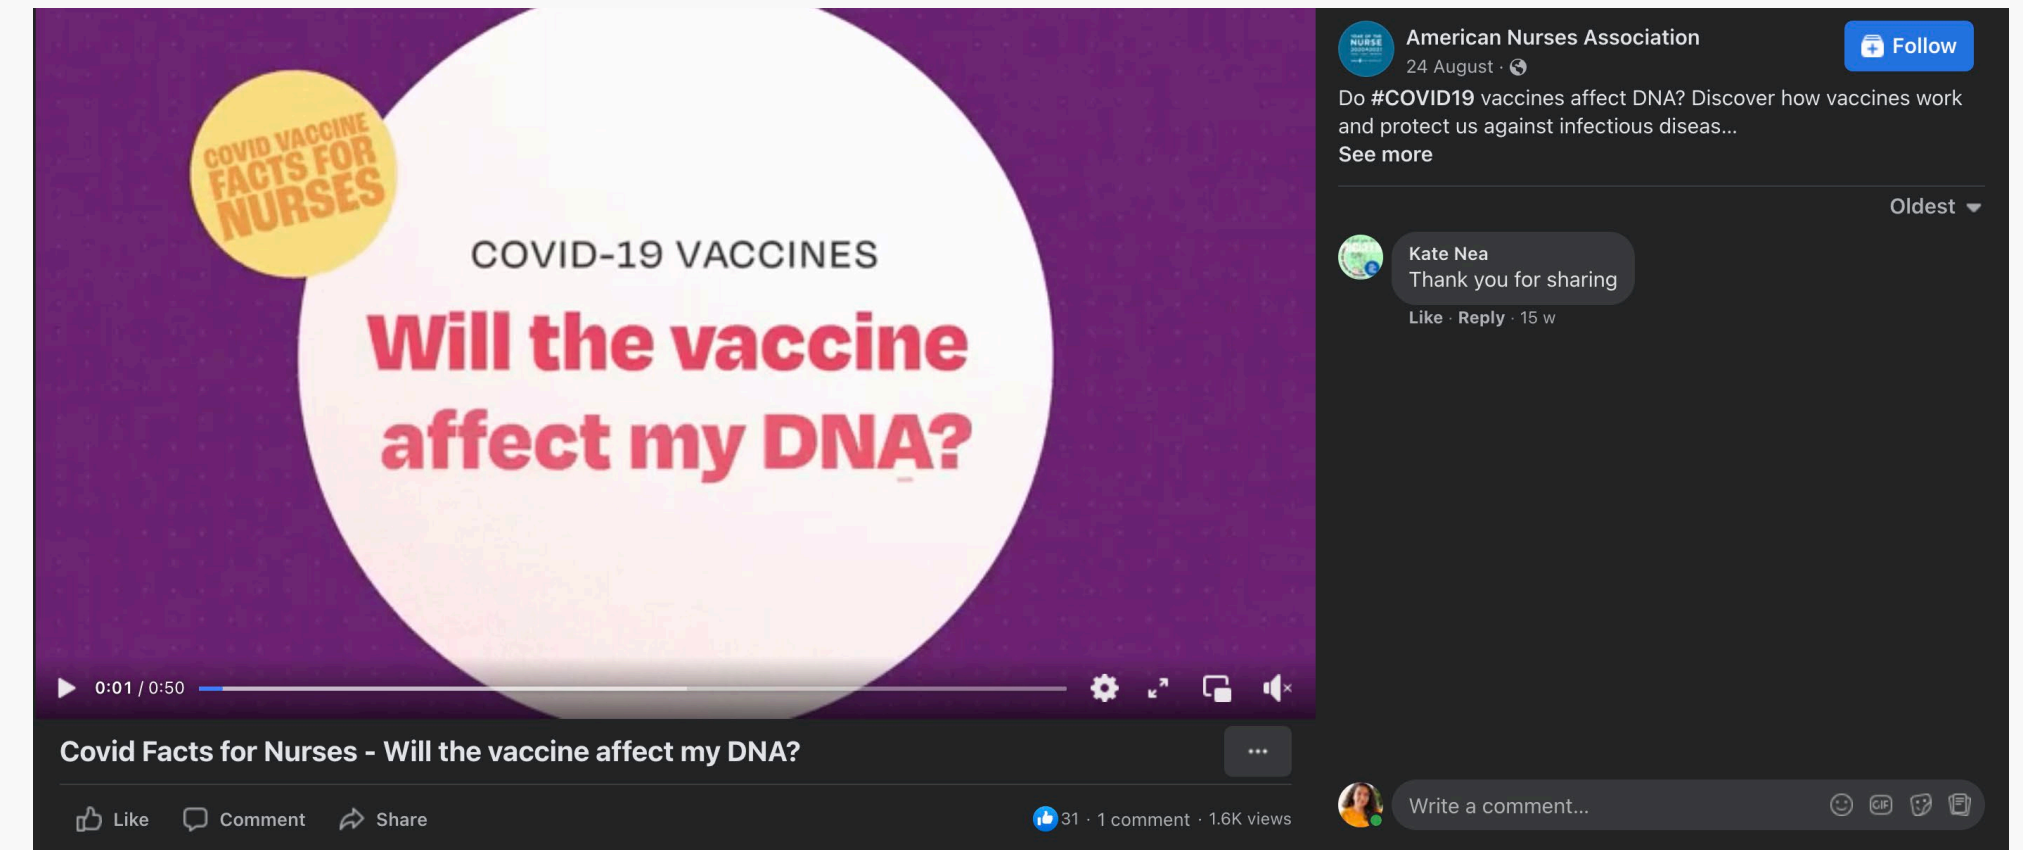 COVID VACCINE
FACTS FOR
NURSES
COVID-19 VACCINES
Will the vaccine
affect my DNA?
0:01 / 0:50
Covid Facts for Nurses - Will the vaccine affect my DNA?
Like Comment Share
31 · 1 comment · 1.6K views
NURSE
American Nurses Association
24 August ·
Follow
Do #COVID19 vaccines affect DNA? Discover how vaccines work
and protect us against infectious diseas...
See more
Oldest
Kate Nea
Thank you for sharing
Like · Reply · 15 w
Write a comment...
GIF